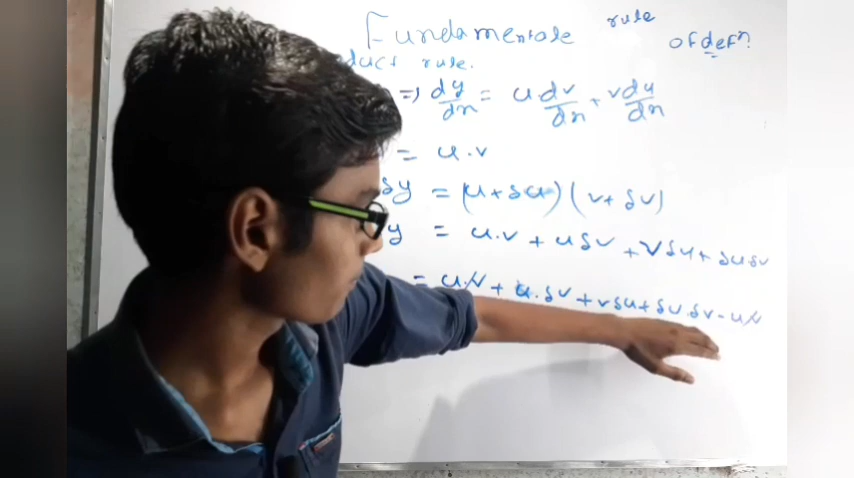 Fundamentale rule of defn.
duct rule.
=> dy/dn = u dv/dn + v du/dn
= u.v
δy = (u+δu)(v+δv)
y = u.v + uδv + vδu + δuδv
= u.v + u.δv + vδu + δu.δv - uv